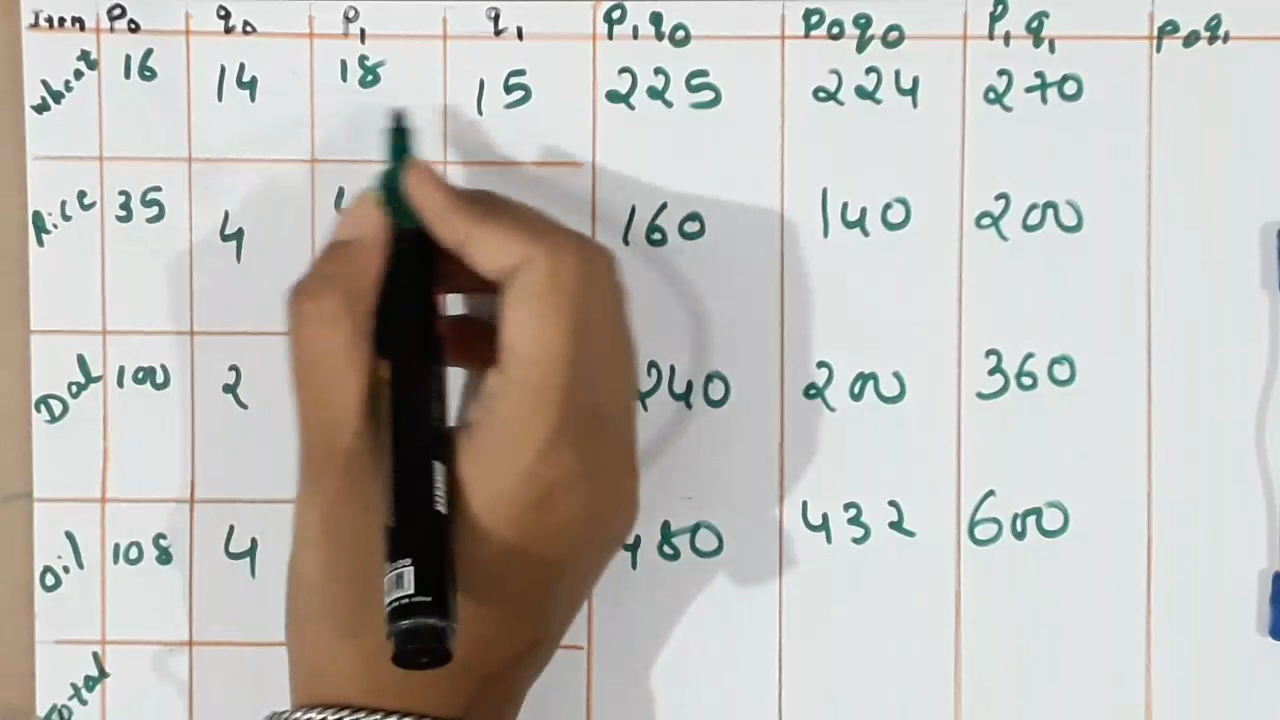 Item P0 q0 P1 q1 P1q0 P0q0 P1q1 P0q1
Wheat 16 14 18 15 225 224 270
Rice 35 4 160 140 200
Dal 100 2 240 200 360
Oil 108 4 480 432 600
Total